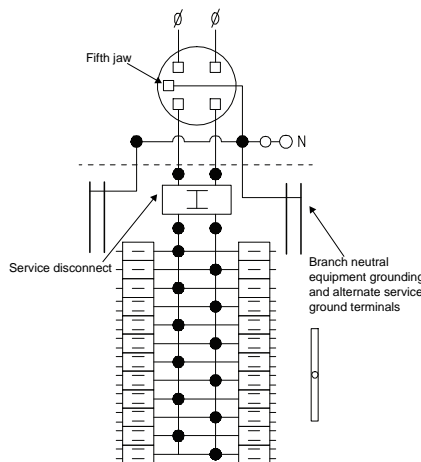 Ø Ø
Fifth jaw
N
Service disconnect
Branch neutral
equipment grounding
and alternate service
ground terminals